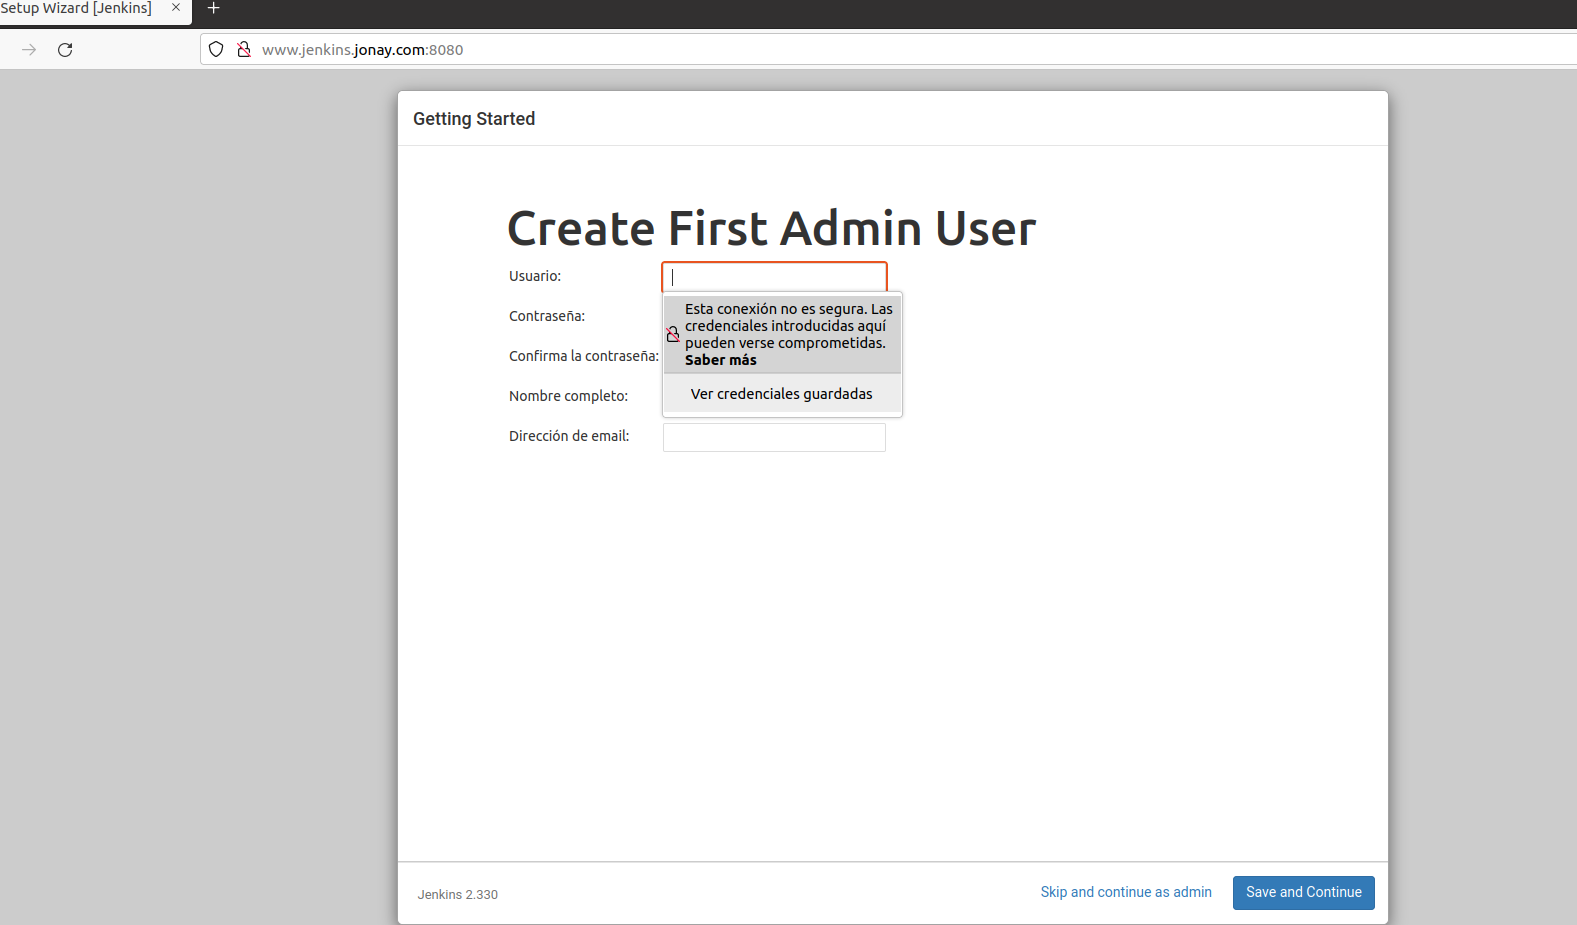 Setup Wizard [Jenkins]
www.jenkins.jonay.com:8080
Getting Started
Create First Admin User
Usuario:
Contraseña:
Confirma la contraseña:
Nombre completo:
Dirección de email:
Esta conexión no es segura. Las
credenciales introducidas aquí
pueden verse comprometidas.
Saber más
Ver credenciales guardadas
Jenkins 2.330
Skip and continue as admin
Save and Continue